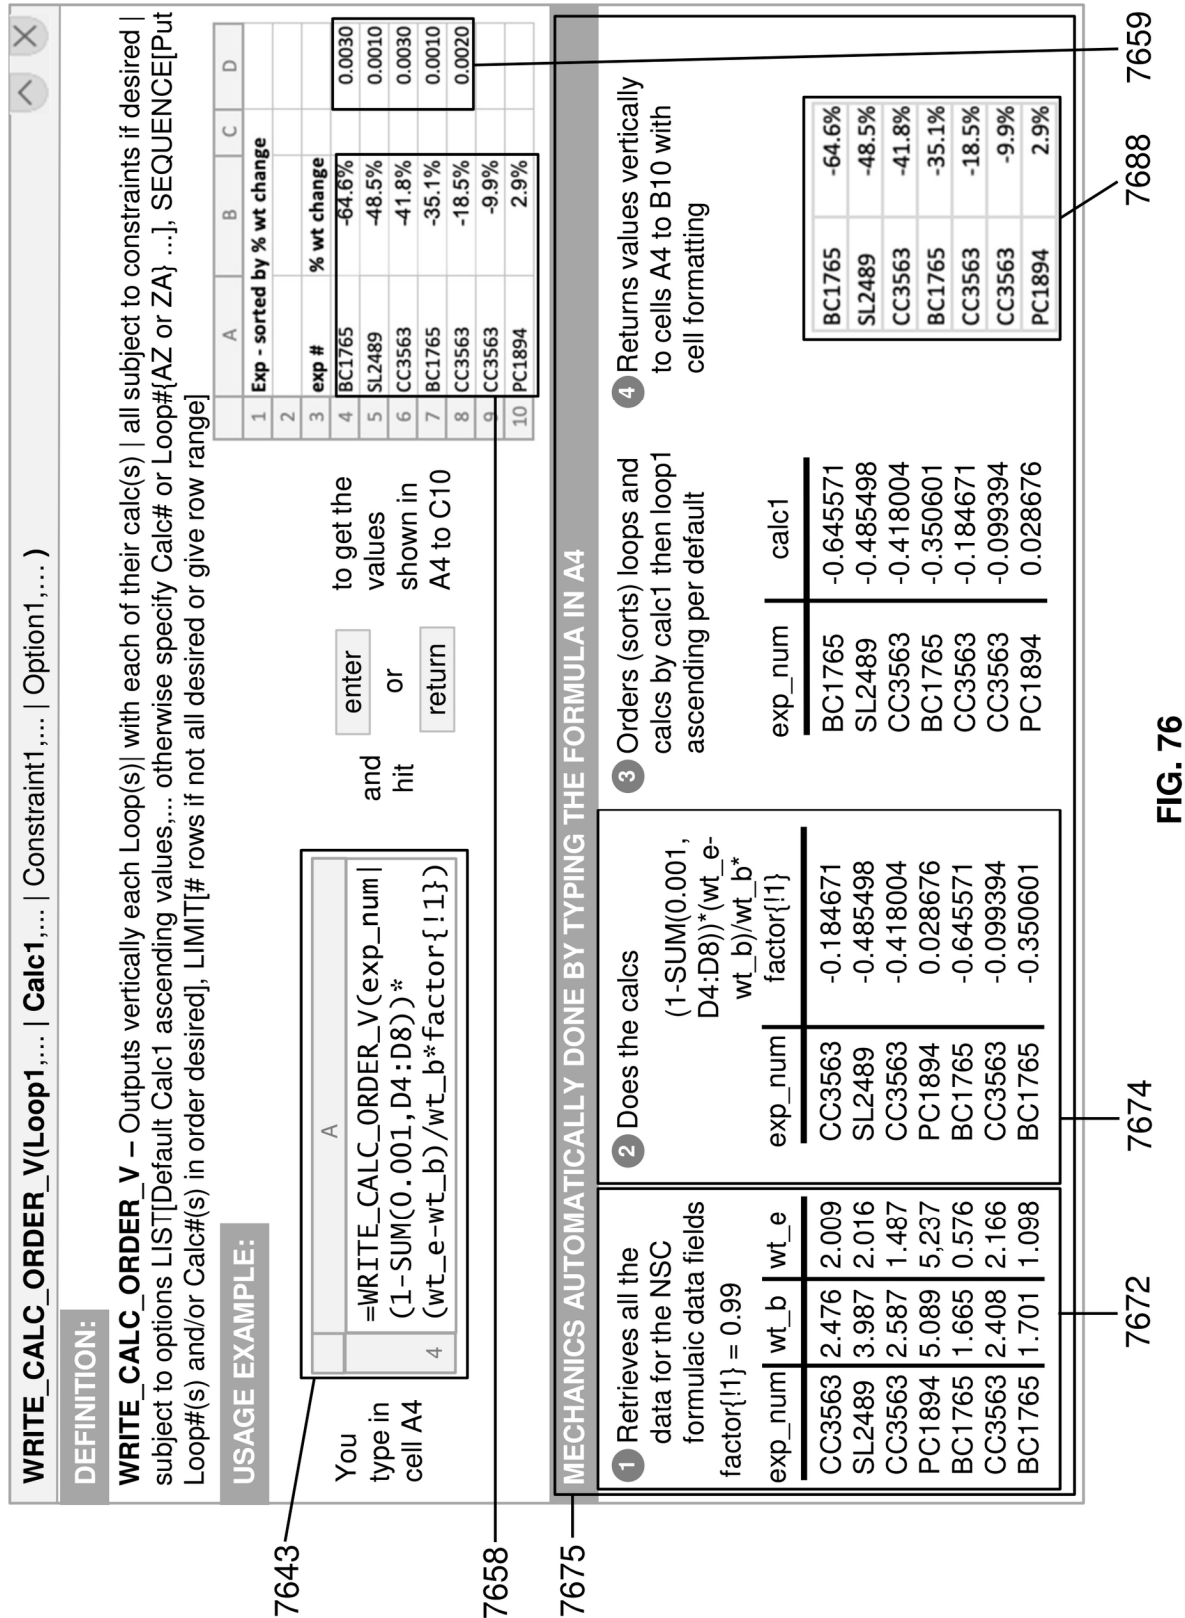 WRITE_CALC_ORDER_V(Loop1,... | Calc1,... | Constraint1,... | Option1,... )
DEFINITION:
WRITE_CALC_ORDER_V – Outputs vertically each Loop(s)| with each of their calc(s) | all subject to constraints if desired |
subject to options LIST[Default Calc1 ascending values,... otherwise specify Calc# or Loop#{AZ or ZA} ...], SEQUENCE[Put
Loop#(s) and/or Calc#(s) in order desired], LIMIT[# rows if not all desired or give row range]
USAGE EXAMPLE:
You
type in
cell A4
A
4
=WRITE_CALC_ORDER_V(exp_num|
(1-SUM(0.001,D4:D8))*
(wt_e-wt_b)/wt_b*factor{!1})
and
hit
enter
or
return
to get the
values
shown in
A4 to C10
A B C D
1 Exp - sorted by % wt change
2
3 exp # % wt change
4 BC1765 -64.6% 0.0030
5 SL2489 -48.5% 0.0010
6 CC3563 -41.8% 0.0030
7 BC1765 -35.1% 0.0010
8 CC3563 -18.5% 0.0020
9 CC3563 -9.9%
10 PC1894 2.9%
MECHANICS AUTOMATICALLY DONE BY TYPING THE FORMULA IN A4
1 Retrieves all the
data for the NSC
formulaic data fields
factor{!1} = 0.99
exp_num wt_b wt_e
CC3563 2.476 2.009
SL2489 3.987 2.016
CC3563 2.587 1.487
PC1894 5.089 5,237
BC1765 1.665 0.576
CC3563 2.408 2.166
BC1765 1.701 1.098
2 Does the calcs
(1-SUM(0.001,
D4:D8))*(wt_e-
wt_b)/wt_b*
exp_num factor{!1}
CC3563 -0.184671
SL2489 -0.485498
CC3563 -0.418004
PC1894 0.028676
BC1765 -0.645571
CC3563 -0.099394
BC1765 -0.350601
3 Orders (sorts) loops and
calcs by calc1 then loop1
ascending per default
exp_num calc1
BC1765 -0.645571
SL2489 -0.485498
CC3563 -0.418004
BC1765 -0.350601
CC3563 -0.184671
CC3563 -0.099394
PC1894 0.028676
4 Returns values vertically
to cells A4 to B10 with
cell formatting
BC1765 -64.6%
SL2489 -48.5%
CC3563 -41.8%
BC1765 -35.1%
CC3563 -18.5%
CC3563 -9.9%
PC1894 2.9%
7643
7658
7675
7672
7674
7688
7659
FIG. 76